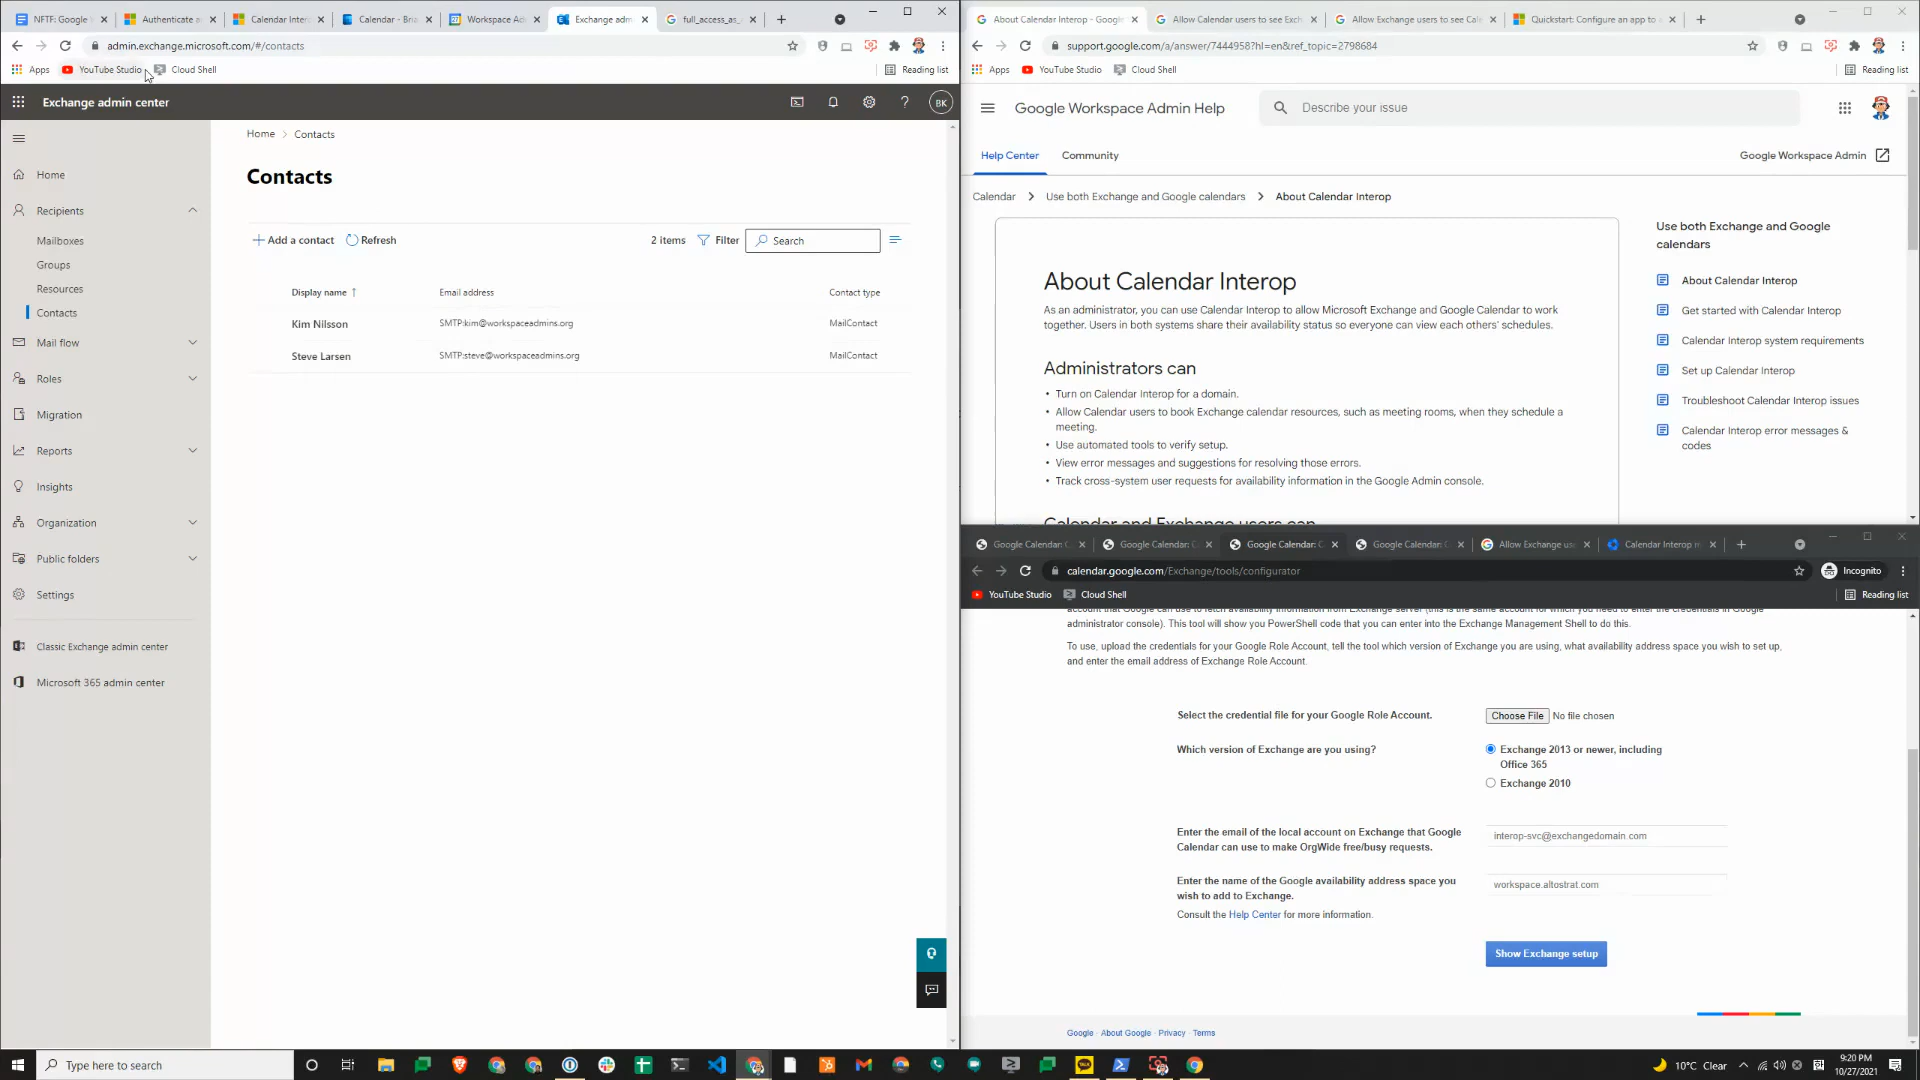 NFTF: Google
Authenticate a
Calendar Interc
Calendar - Bria
Workspace Ad
Exchange adm
full_access_as_
admin.exchange.microsoft.com/#/contacts
Apps
YouTube Studio
Cloud Shell
Reading list
Exchange admin center
BK
Home
Recipients
Mailboxes
Groups
Resources
Contacts
Mail flow
Roles
Migration
Reports
Insights
Organization
Public folders
Settings
Classic Exchange admin center
Microsoft 365 admin center
Home > Contacts
Contacts
+ Add a contact
Refresh
2 items
Filter
Search
Display name ↑
Email address
Contact type
Kim Nilsson
SMTP:kim@workspaceadmins.org
MailContact
Steve Larsen
SMTP:steve@workspaceadmins.org
MailContact
About Calendar Interop - Google
Allow Calendar users to see Exch
Allow Exchange users to see Cale
Quickstart: Configure an app to e
support.google.com/a/answer/7444958?hl=en&ref_topic=2798684
Apps
YouTube Studio
Cloud Shell
Reading list
Google Workspace Admin Help
Describe your issue
Help Center
Community
Google Workspace Admin
Calendar > Use both Exchange and Google calendars > About Calendar Interop
About Calendar Interop
As an administrator, you can use Calendar Interop to allow Microsoft Exchange and Google Calendar to work
together. Users in both systems share their availability status so everyone can view each others' schedules.
Administrators can
• Turn on Calendar Interop for a domain.
• Allow Calendar users to book Exchange calendar resources, such as meeting rooms, when they schedule a
meeting.
• Use automated tools to verify setup.
• View error messages and suggestions for resolving those errors.
• Track cross-system user requests for availability information in the Google Admin console.
Calendar and Exchange users can
Use both Exchange and Google
calendars
About Calendar Interop
Get started with Calendar Interop
Calendar Interop system requirements
Set up Calendar Interop
Troubleshoot Calendar Interop issues
Calendar Interop error messages &
codes
Google Calendar: C
Google Calendar: C
Google Calendar: C
Google Calendar: C
Allow Exchange us
Calendar Interop m
calendar.google.com/Exchange/tools/configurator
Incognito
YouTube Studio
Cloud Shell
Reading list
account that Google can use to fetch availability information from Exchange server (this is the same account for which you need to enter the credentials in Google
administrator console). This tool will show you PowerShell code that you can enter into the Exchange Management Shell to do this.
To use, upload the credentials for your Google Role Account, tell the tool which version of Exchange you are using, what availability address space you wish to set up,
and enter the email address of Exchange Role Account.
Select the credential file for your Google Role Account.
Choose File No file chosen
Which version of Exchange are you using?
Exchange 2013 or newer, including
Office 365
Exchange 2010
Enter the email of the local account on Exchange that Google
Calendar can use to make OrgWide free/busy requests.
interop-svc@exchangedomain.com
Enter the name of the Google availability address space you
wish to add to Exchange.
workspace.altostrat.com
Consult the Help Center for more information.
Show Exchange setup
Google About Google Privacy Terms
Type here to search
10°C Clear
9:20 PM
10/27/2021